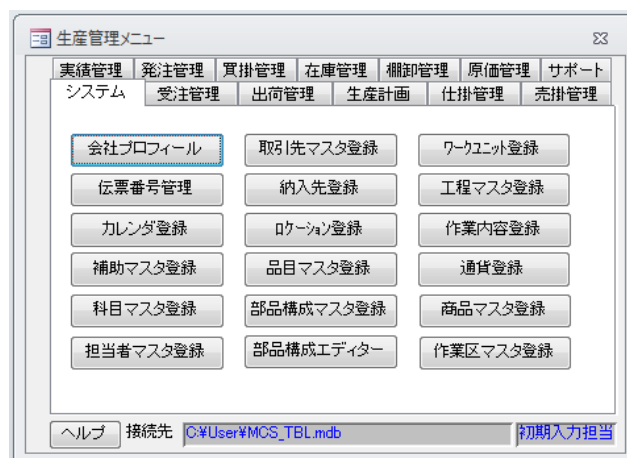 生産管理メニュー
実績管理 発注管理 買掛管理 在庫管理 棚卸管理 原価管理 サポート
システム 受注管理 出荷管理 生産計画 仕掛管理 売掛管理
会社プロフィール 取引先マスタ登録 ワークユニット登録
伝票番号管理 納入先登録 工程マスタ登録
カレンダ登録 ロケーション登録 作業内容登録
補助マスタ登録 品目マスタ登録 通貨登録
科目マスタ登録 部品構成マスタ登録 商品マスタ登録
担当者マスタ登録 部品構成エディター 作業区マスタ登録
ヘルプ 接続先 C:¥User¥MCS_TBL.mdb 初期入力担当